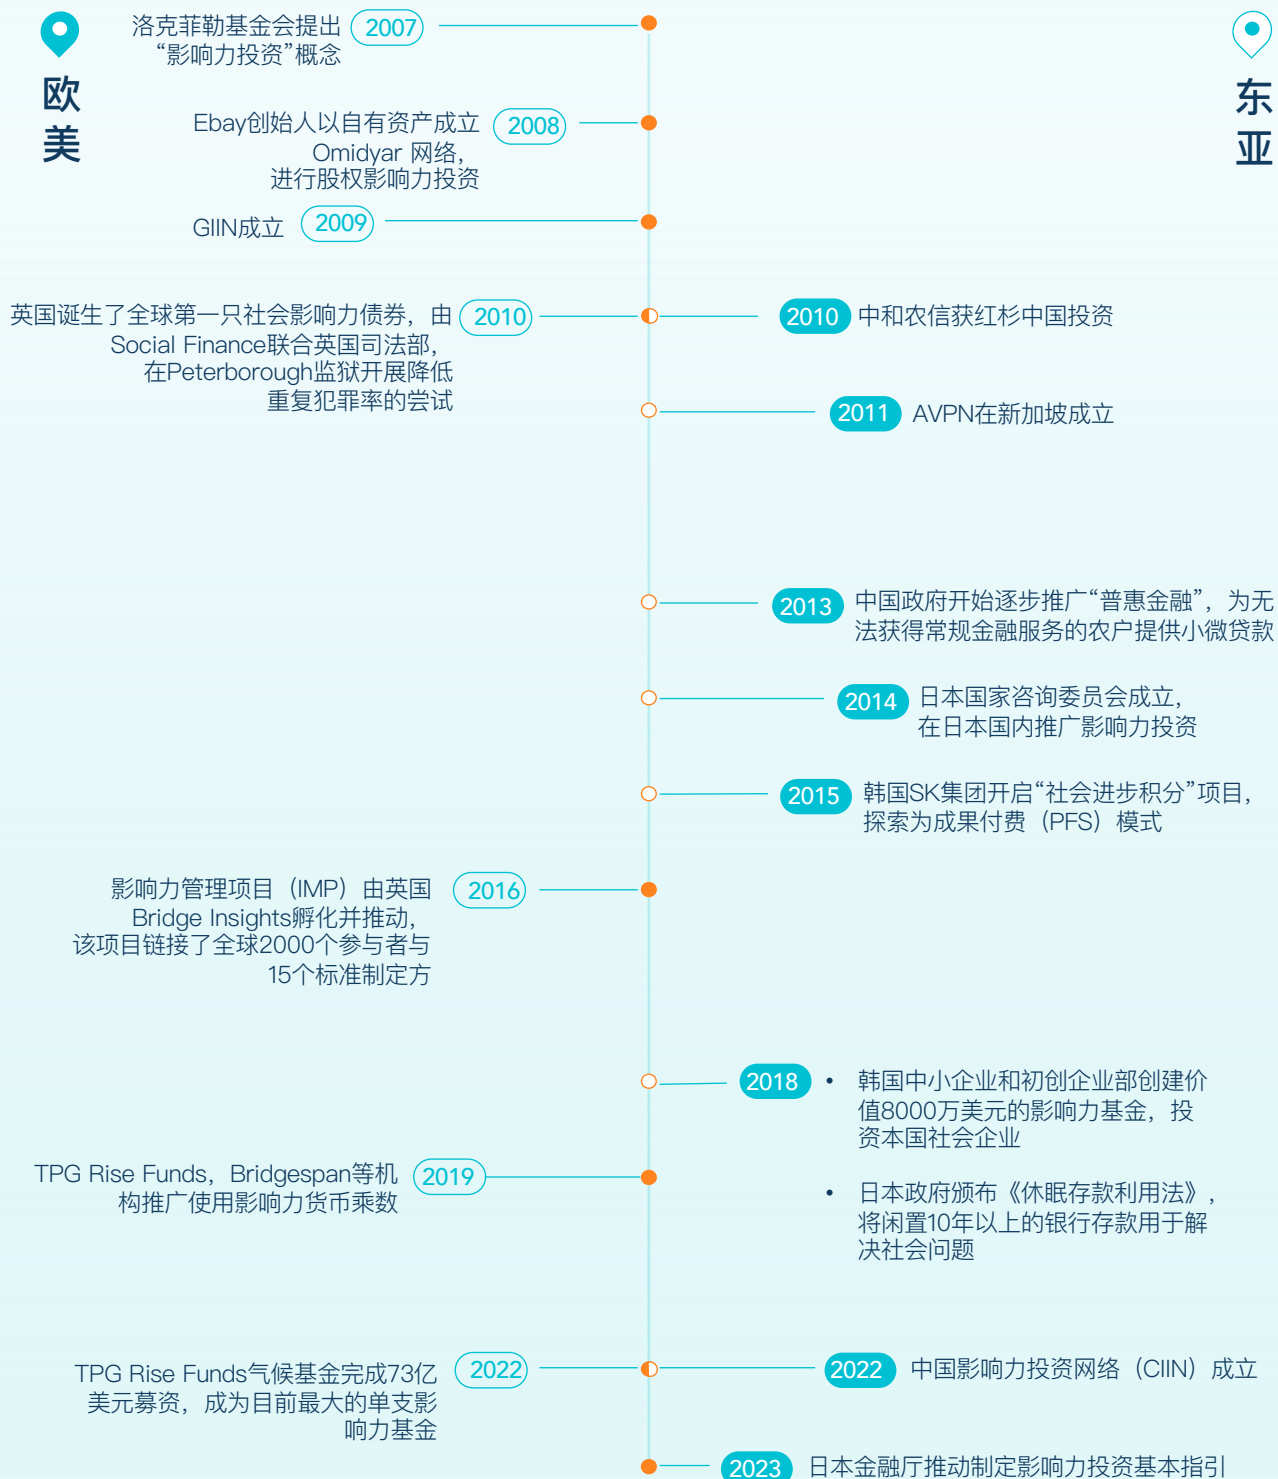 欧美
东亚
洛克菲勒基金会提出
“影响力投资”概念
2007
Ebay创始人以自有资产成立
Omidyar 网络，
进行股权影响力投资
2008
GIIN成立
2009
英国诞生了全球第一只社会影响力债券，由
Social Finance联合英国司法部，
在Peterborough监狱开展降低
重复犯罪率的尝试
2010
2010
中和农信获红杉中国投资
2011
AVPN在新加坡成立
2013
中国政府开始逐步推广“普惠金融”，为无
法获得常规金融服务的农户提供小微贷款
2014
日本国家咨询委员会成立，
在日本国内推广影响力投资
2015
韩国SK集团开启“社会进步积分”项目，
探索为成果付费（PFS）模式
影响力管理项目（IMP）由英国
Bridge Insights孵化并推动，
该项目链接了全球2000个参与者与
15个标准制定方
2016
2018
• 韩国中小企业和初创企业部创建价
值8000万美元的影响力基金，投
资本国社会企业
• 日本政府颁布《休眠存款利用法》，
将闲置10年以上的银行存款用于解
决社会问题
TPG Rise Funds，Bridgespan等机
构推广使用影响力货币乘数
2019
TPG Rise Funds气候基金完成73亿
美元募资，成为目前最大的单支影
响力基金
2022
2022
中国影响力投资网络（CIIN）成立
2023
日本金融厅推动制定影响力投资基本指引